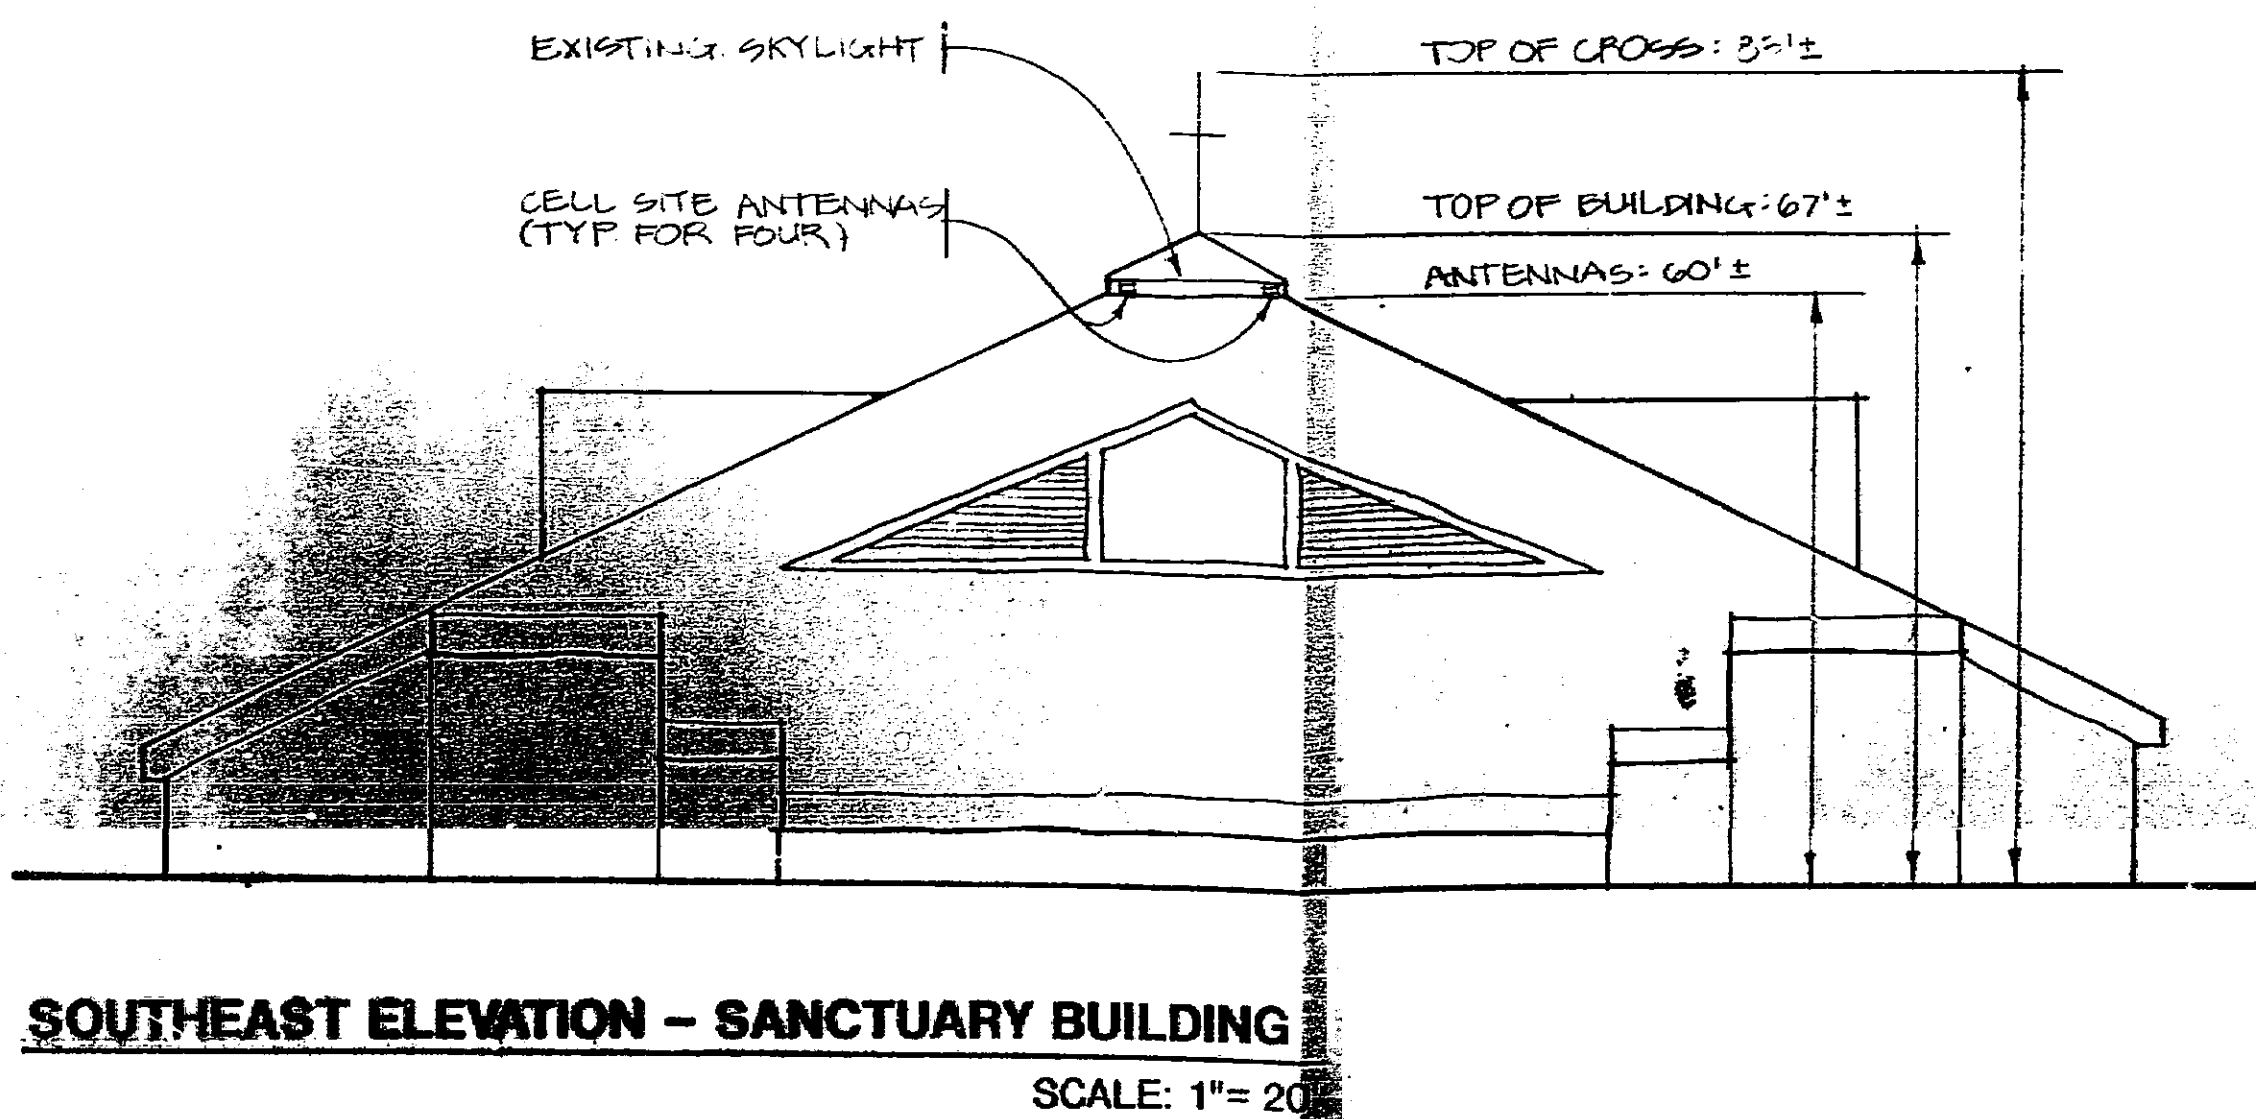 EXISTING SKYLIGHT
TOP OF CROSS:
CELL SITE ANTENNAS
(TYP. FOR FOUR)
TOP OF BUILDING: 67'±
ANTENNAS: 60'±
SOUTHEAST ELEVATION – SANCTUARY BUILDING
SCALE: 1"= 20